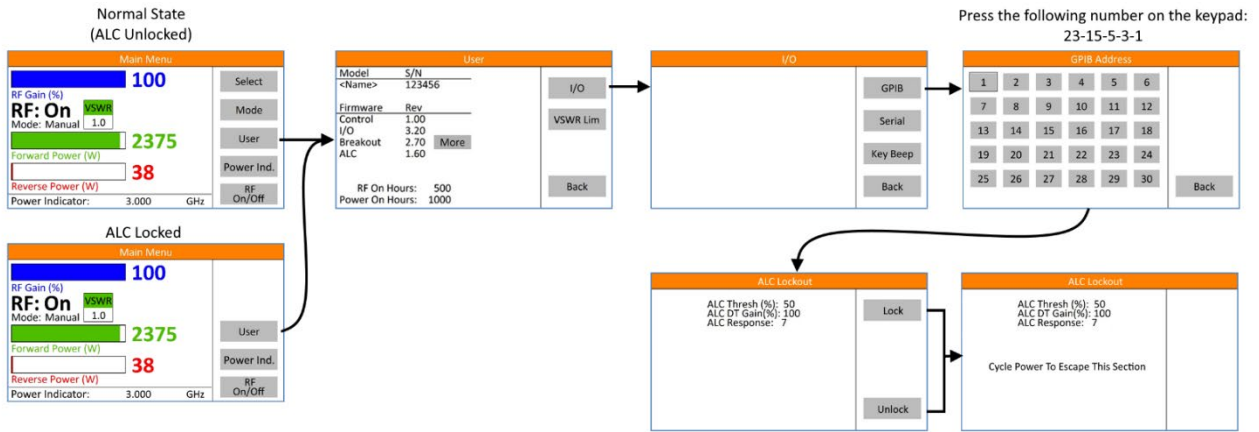 Normal State
(ALC Unlocked)
Main Menu
100
RF Gain (%)
RF: On VSWR
Mode: Manual 1.0
2375
Forward Power (W)
38
Reverse Power (W)
Power Indicator: 3.000 GHz
Select
Mode
User
Power Ind.
RF
On/Off
ALC Locked
Main Menu
100
RF Gain (%)
RF: On VSWR
Mode: Manual 1.0
2375
Forward Power (W)
38
Reverse Power (W)
Power Indicator: 3.000 GHz
User
Power Ind.
RF
On/Off
User
Model S/N
<Name> 123456
Firmware Rev
Control 1.00
I/O 3.20
Breakout 2.70 More
ALC 1.60
RF On Hours: 500
Power On Hours: 1000
I/O
VSWR Lim
Back
I/O
GPIB
Serial
Key Beep
Back
Press the following number on the keypad:
23-15-5-3-1
GPIB Address
1 2 3 4 5 6
7 8 9 10 11 12
13 14 15 16 17 18
19 20 21 22 23 24
25 26 27 28 29 30
Back
ALC Lockout
ALC Thresh (%): 50
ALC DT Gain(%): 100
ALC Response: 7
Lock
Unlock
ALC Lockout
ALC Thresh (%): 50
ALC DT Gain(%): 100
ALC Response: 7
Cycle Power To Escape This Section